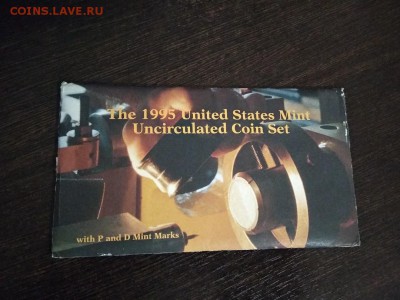 COINS.LAVE.RU
The 1995 United States Mint
Uncirculated Coin Set
with P and D Mint Marks